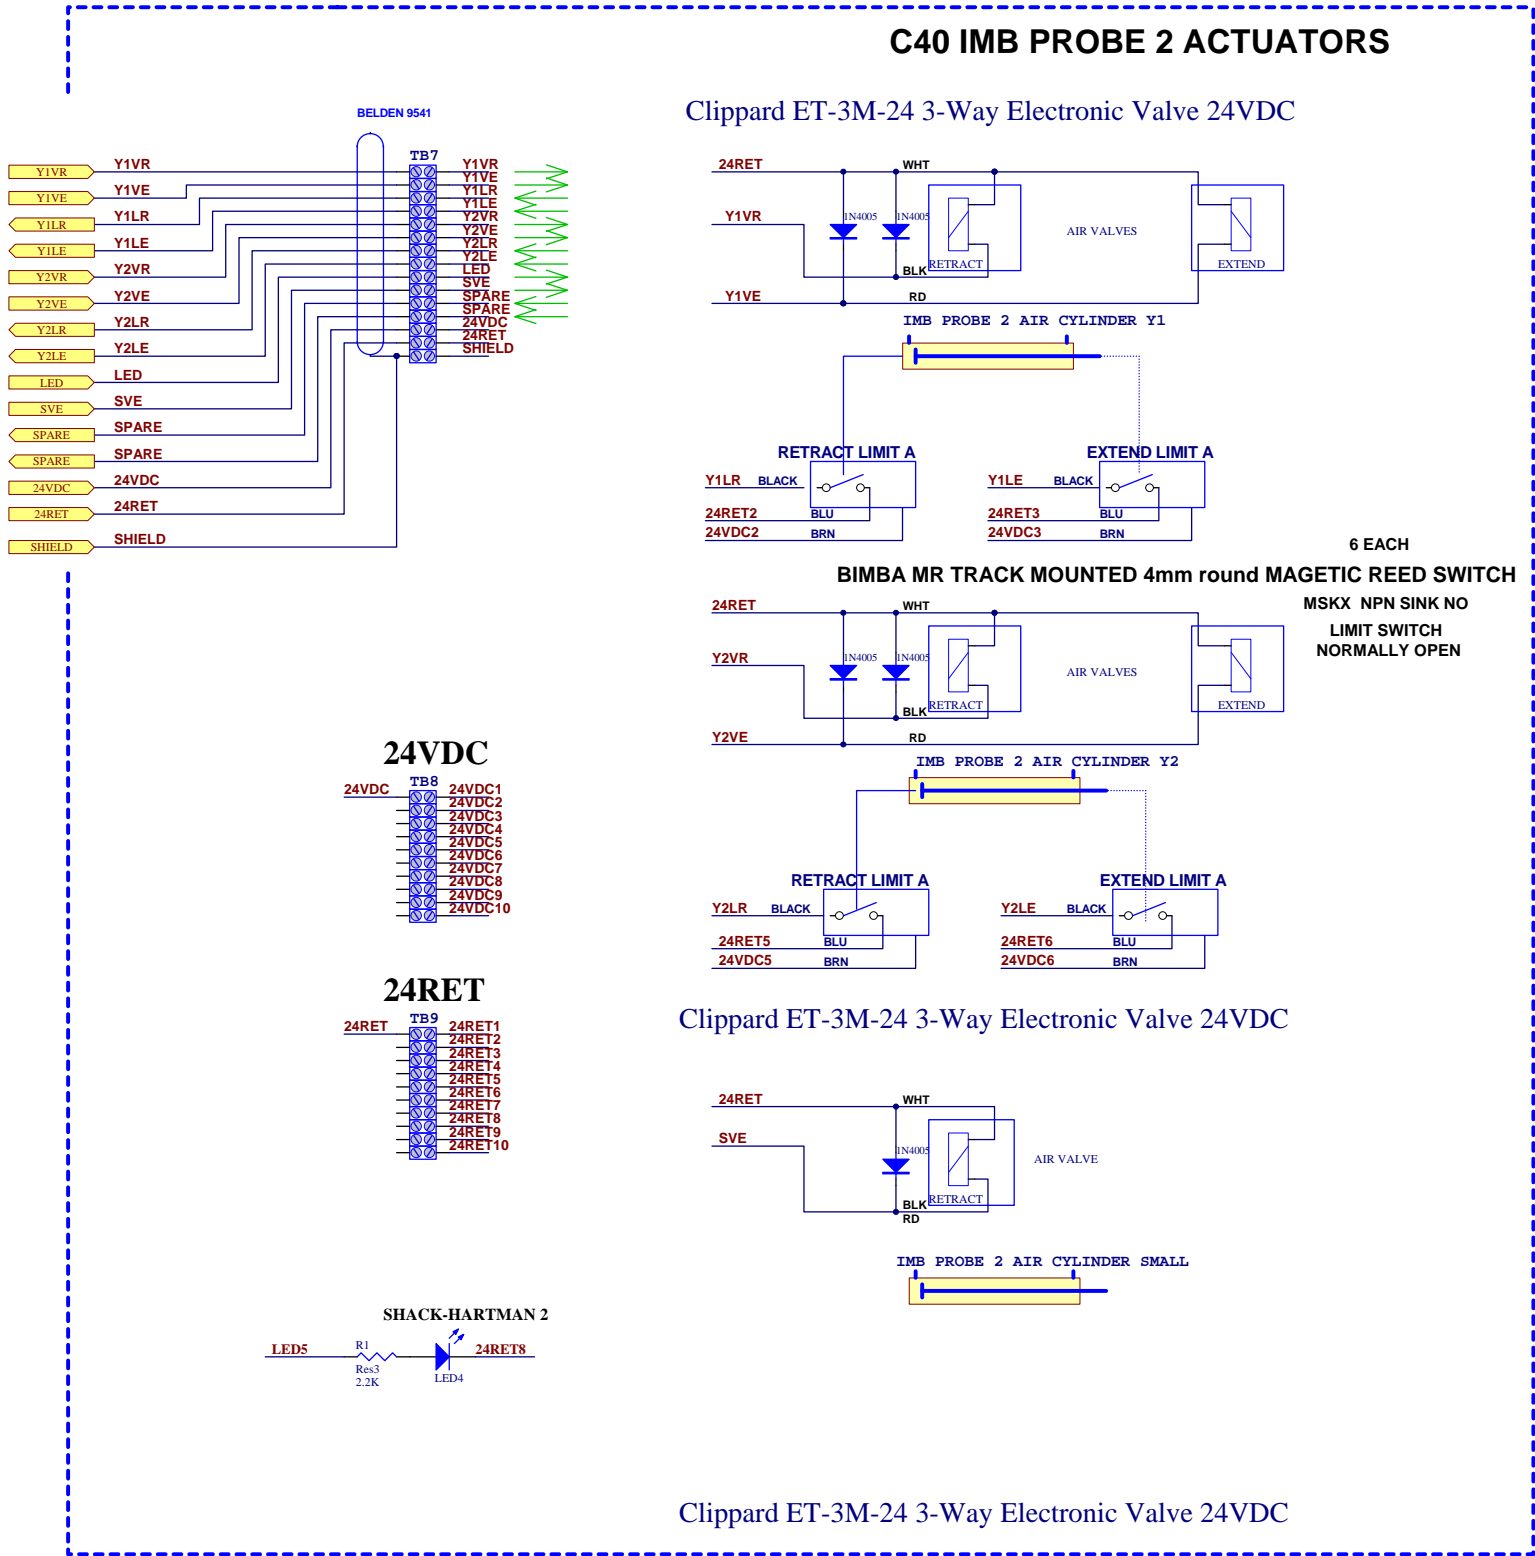 C40 IMB PROBE 2 ACTUATORS
Clippard ET-3M-24 3-Way Electronic Valve 24VDC
BELDEN 9541
TB7
Y1VR Y1VR Y1VR
Y1VE Y1VE Y1VE
Y1LR Y1LR Y1LR
Y1LE Y1LE Y1LE
Y2VR Y2VR Y2VR
Y2VE Y2VE Y2VE
Y2LR Y2LR Y2LR
Y2LE Y2LE Y2LE
LED LED LED
SVE SVE SVE
SPARE SPARE SPARE
SPARE SPARE SPARE
24VDC 24VDC 24VDC
24RET 24RET 24RET
SHIELD SHIELD SHIELD
24RET WHT
1N4005 1N4005
Y1VR AIR VALVES
RETRACT EXTEND
BLK
Y1VE RD
IMB PROBE 2 AIR CYLINDER Y1
RETRACT LIMIT A EXTEND LIMIT A
Y1LR BLACK Y1LE BLACK
24RET2 BLU 24RET3 BLU
24VDC2 BRN 24VDC3 BRN
6 EACH
BIMBA MR TRACK MOUNTED 4mm round MAGETIC REED SWITCH
MSKX NPN SINK NO
LIMIT SWITCH
NORMALLY OPEN
24RET WHT
1N4005 1N4005
Y2VR AIR VALVES
RETRACT EXTEND
BLK
Y2VE RD
IMB PROBE 2 AIR CYLINDER Y2
RETRACT LIMIT A EXTEND LIMIT A
Y2LR BLACK Y2LE BLACK
24RET5 BLU 24RET6 BLU
24VDC5 BRN 24VDC6 BRN
24VDC
TB8
24VDC 24VDC1
24VDC2
24VDC3
24VDC4
24VDC5
24VDC6
24VDC7
24VDC8
24VDC9
24VDC10
24RET
TB9
24RET 24RET1
24RET2
24RET3
24RET4
24RET5
24RET6
24RET7
24RET8
24RET9
24RET10
Clippard ET-3M-24 3-Way Electronic Valve 24VDC
24RET WHT
SVE 1N4005
AIR VALVE
RETRACT
BLK
RD
IMB PROBE 2 AIR CYLINDER SMALL
SHACK-HARTMAN 2
LED5 R1 24RET8
Res3 LED4
2.2K
Clippard ET-3M-24 3-Way Electronic Valve 24VDC